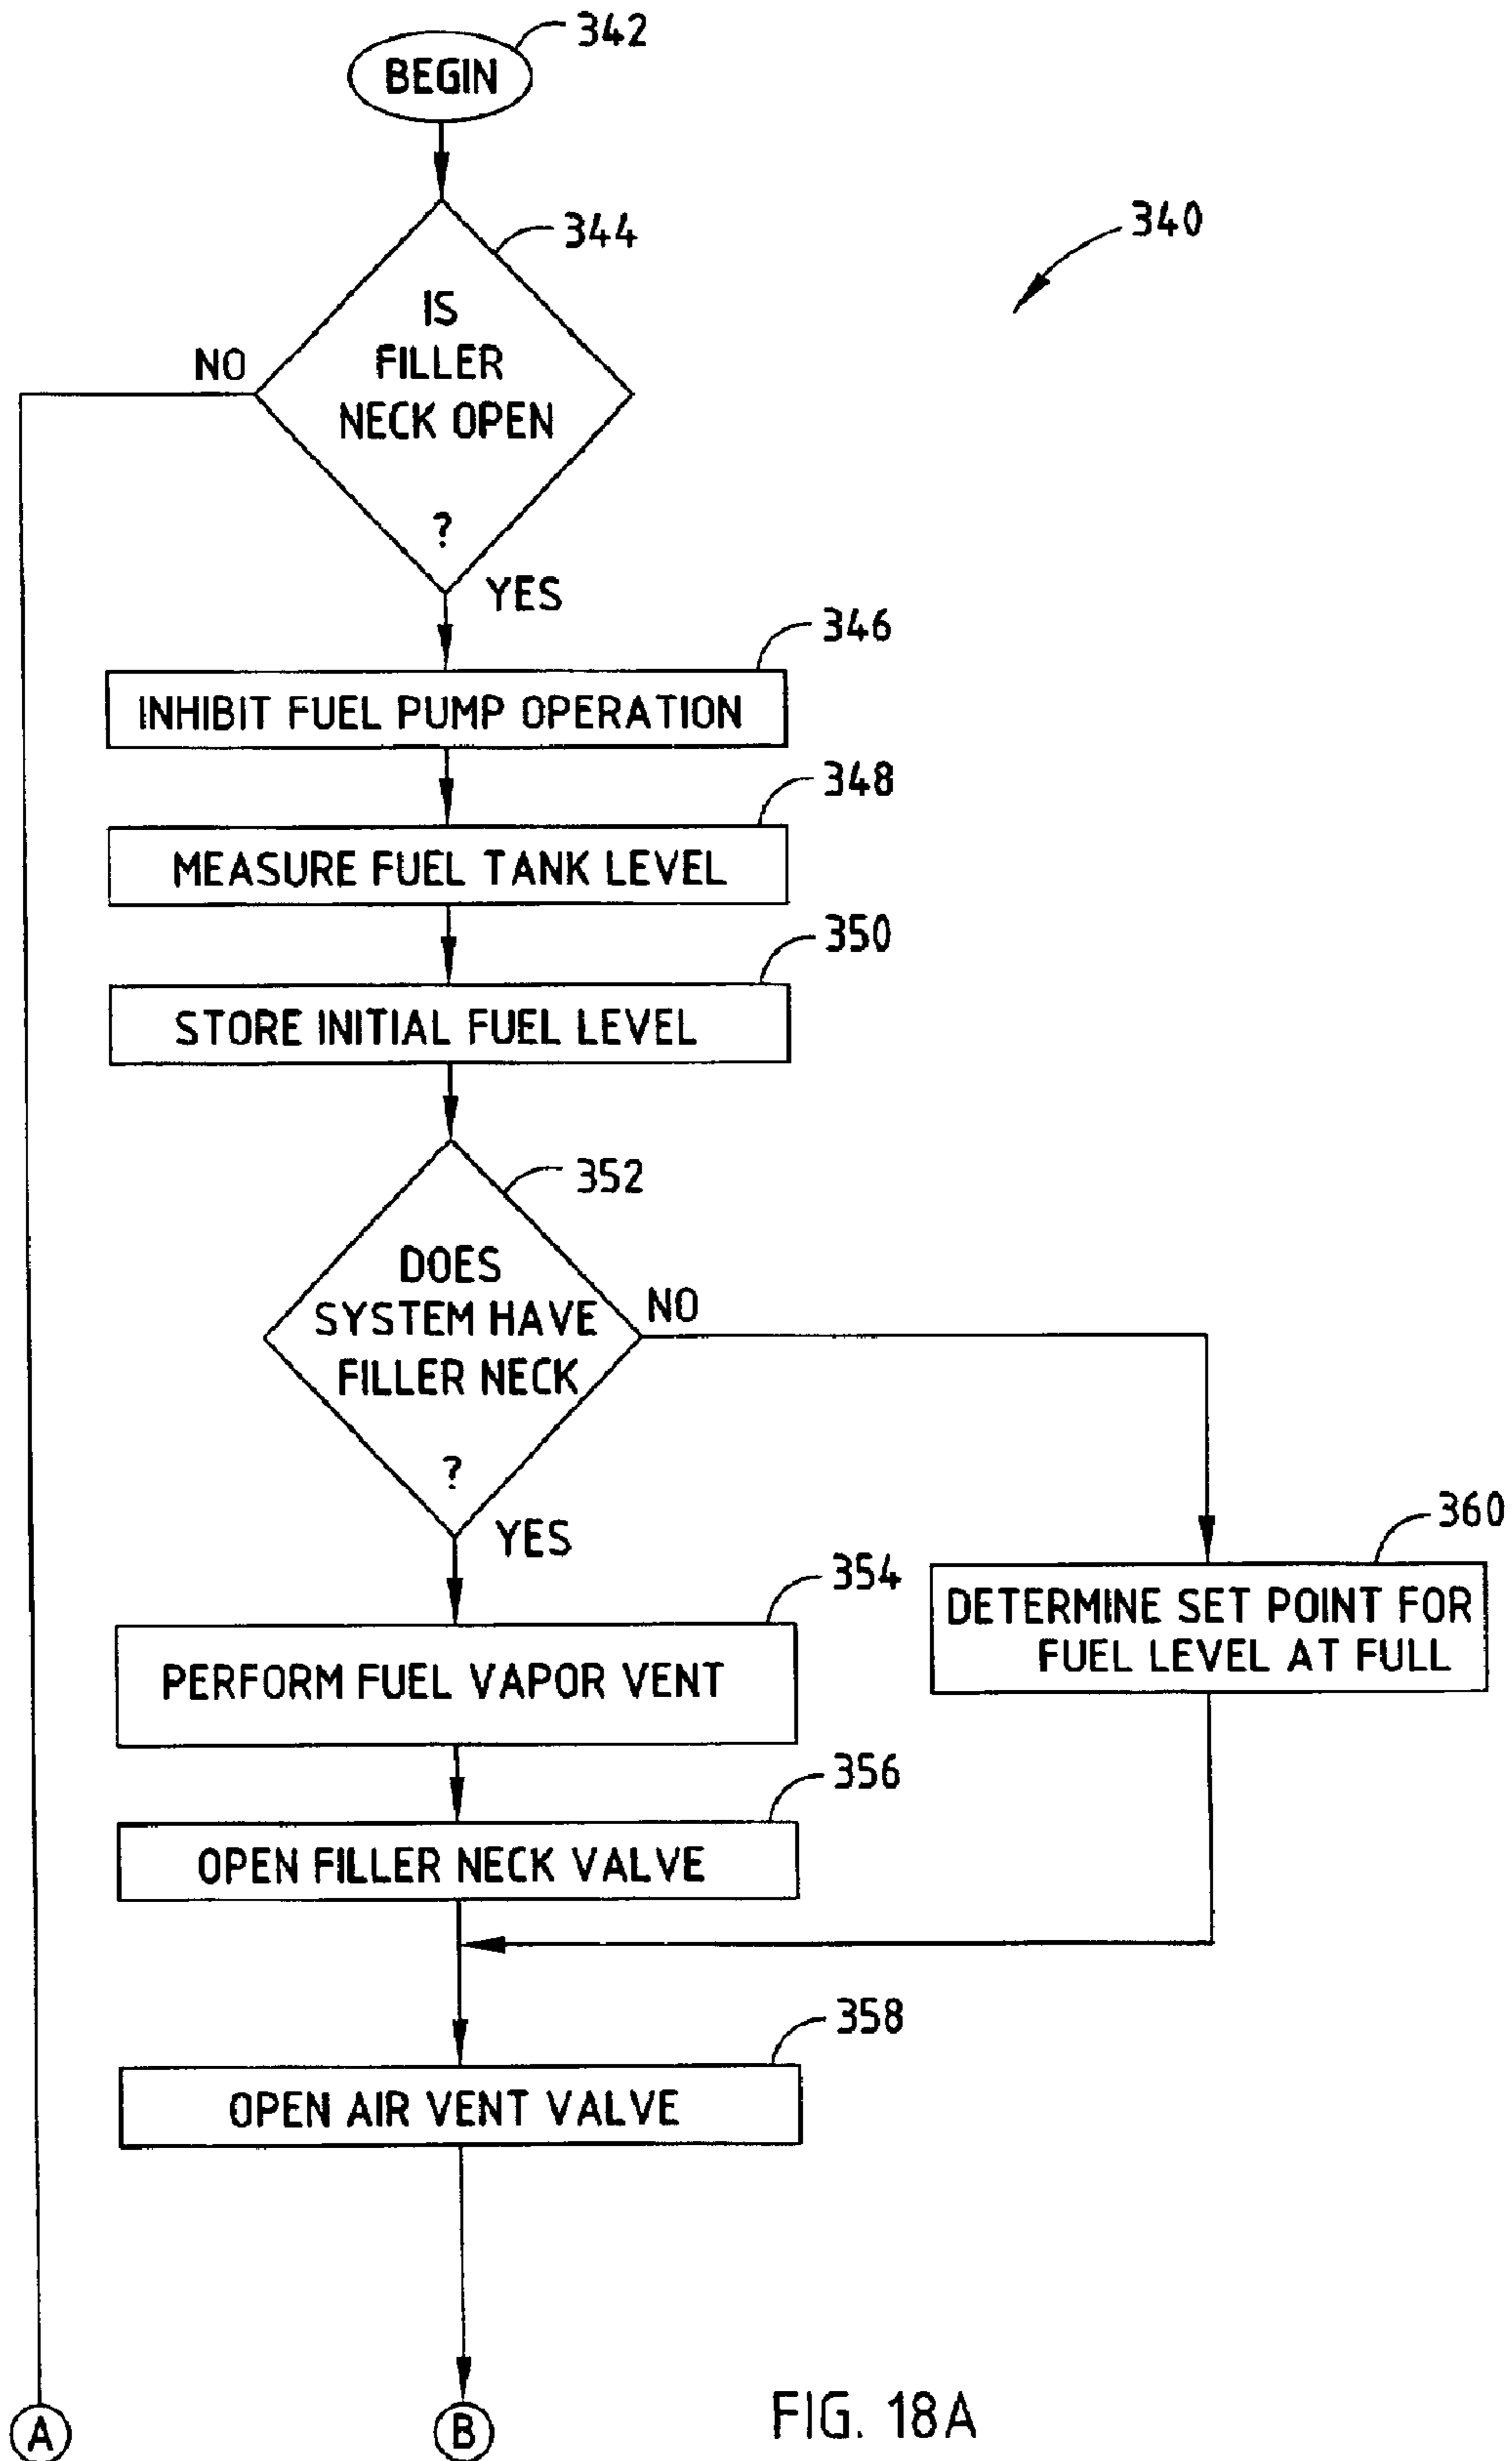 342
BEGIN
344
340
IS
FILLER
NECK OPEN
?
NO
YES
346
INHIBIT FUEL PUMP OPERATION
348
MEASURE FUEL TANK LEVEL
350
STORE INITIAL FUEL LEVEL
352
DOES
SYSTEM HAVE
FILLER NECK
?
NO
YES
360
DETERMINE SET POINT FOR
FUEL LEVEL AT FULL
354
PERFORM FUEL VAPOR VENT
356
OPEN FILLER NECK VALVE
358
OPEN AIR VENT VALVE
A
B
FIG. 18A